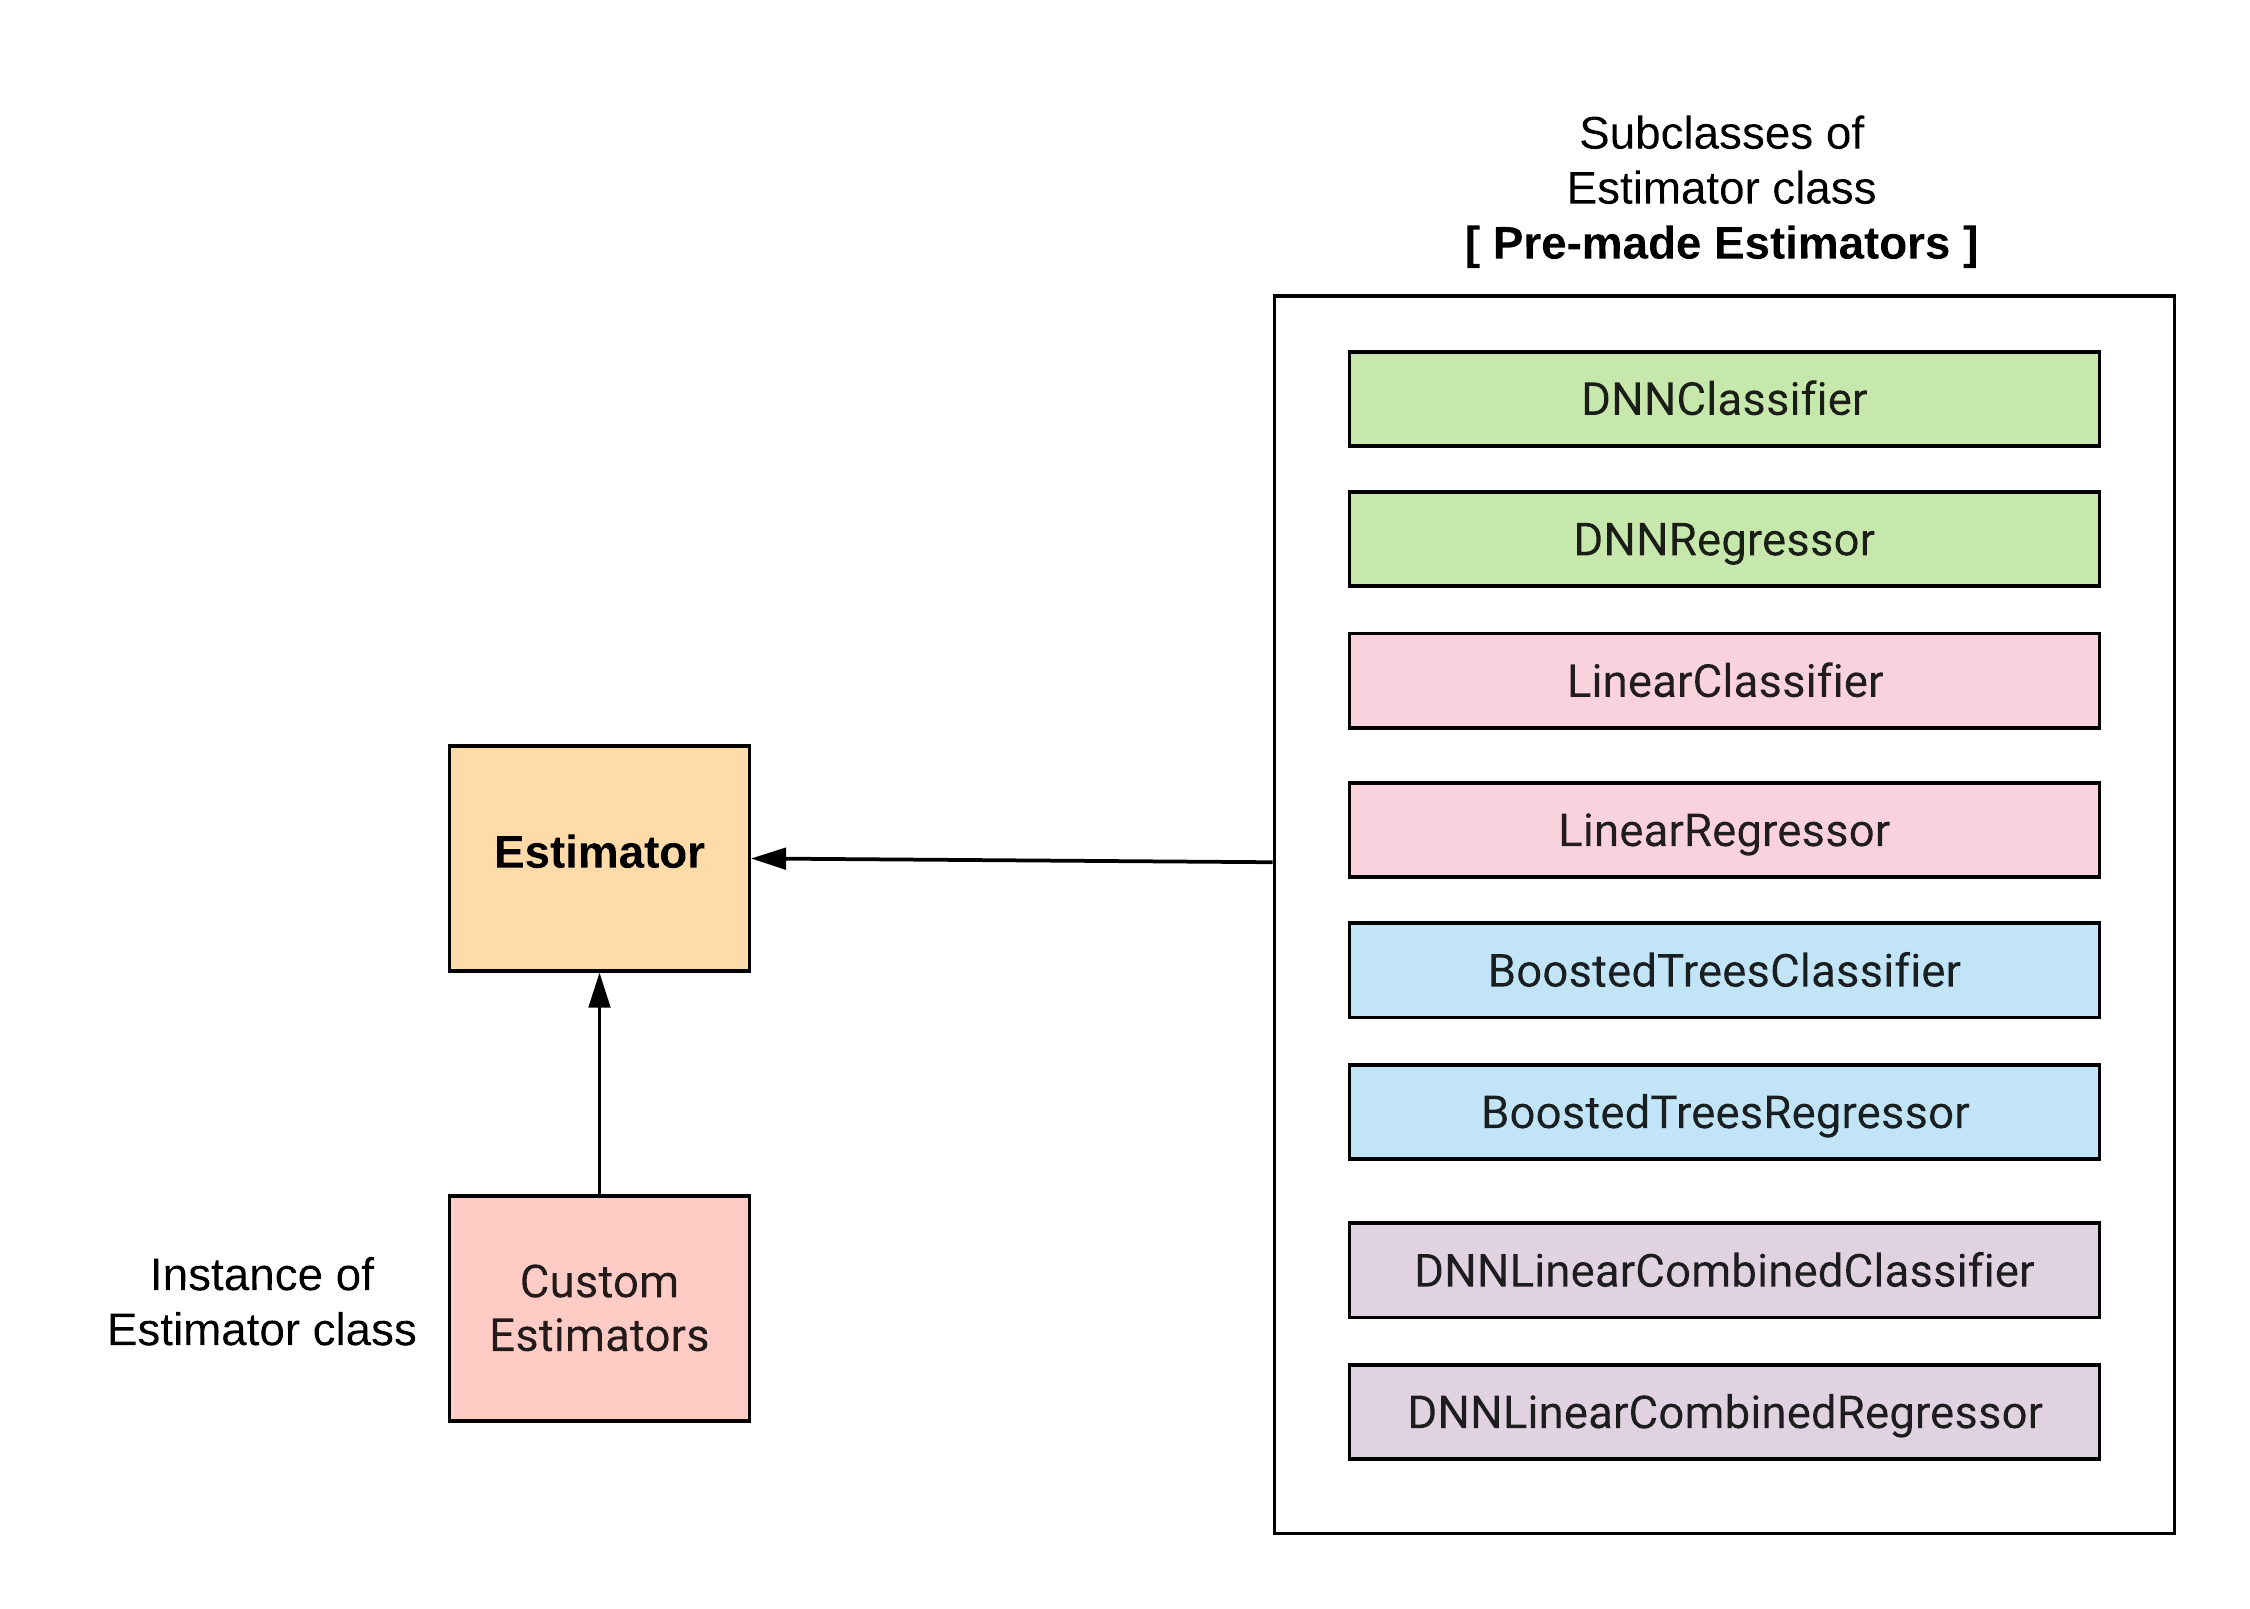 Subclasses of
Estimator class
[ Pre-made Estimators ]
DNNClassifier
DNNRegressor
LinearClassifier
LinearRegressor
BoostedTreesClassifier
BoostedTreesRegressor
DNNLinearCombinedClassifier
DNNLinearCombinedRegressor
Estimator
Instance of
Estimator class
Custom
Estimators